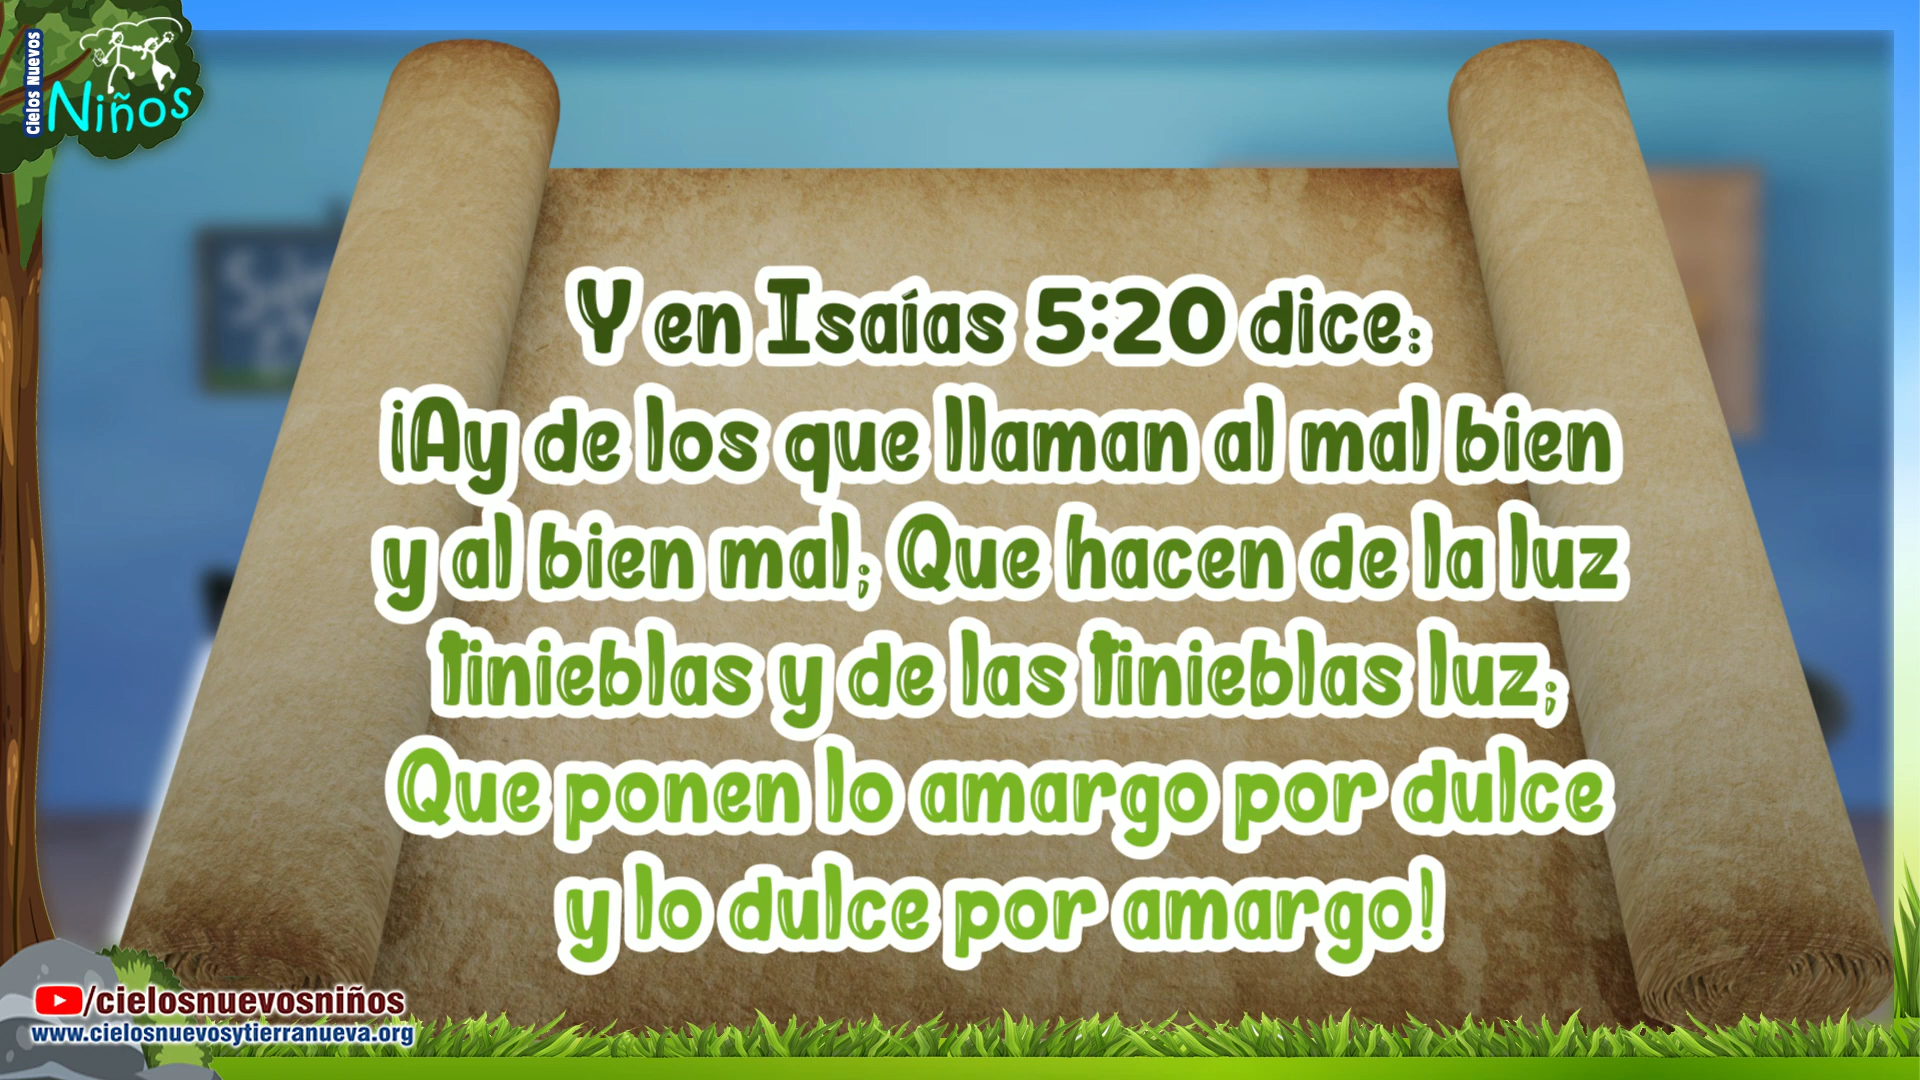 Cielos Nuevos
Niños
Y en Isaías 5:20 dice:
¡Ay de los que llaman al mal bien
y al bien mal; Que hacen de la luz
tinieblas y de las tinieblas luz;
Que ponen lo amargo por dulce
y lo dulce por amargo!
/cielosnuevosniños
www.cielosnuevosytierranueva.org